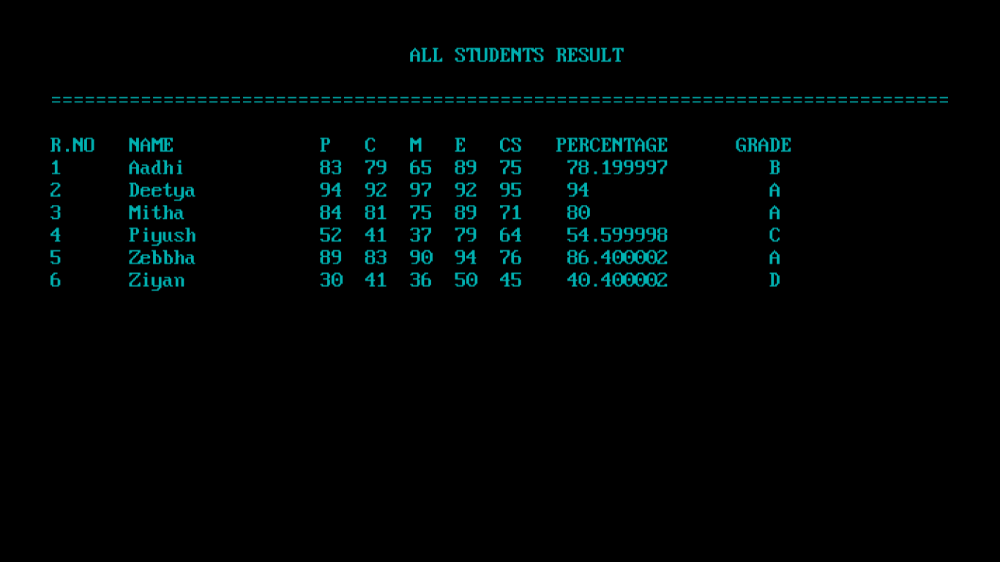 ALL STUDENTS RESULT
================================================================================
R.NO NAME P C M E CS PERCENTAGE GRADE
1 Aadhi 83 79 65 89 75 78.199997 B
2 Deetya 94 92 97 92 95 94 A
3 Mitha 84 81 75 89 71 80 A
4 Piyush 52 41 37 79 64 54.599998 C
5 Zebbha 89 83 90 94 76 86.400002 A
6 Ziyan 30 41 36 50 45 40.400002 D